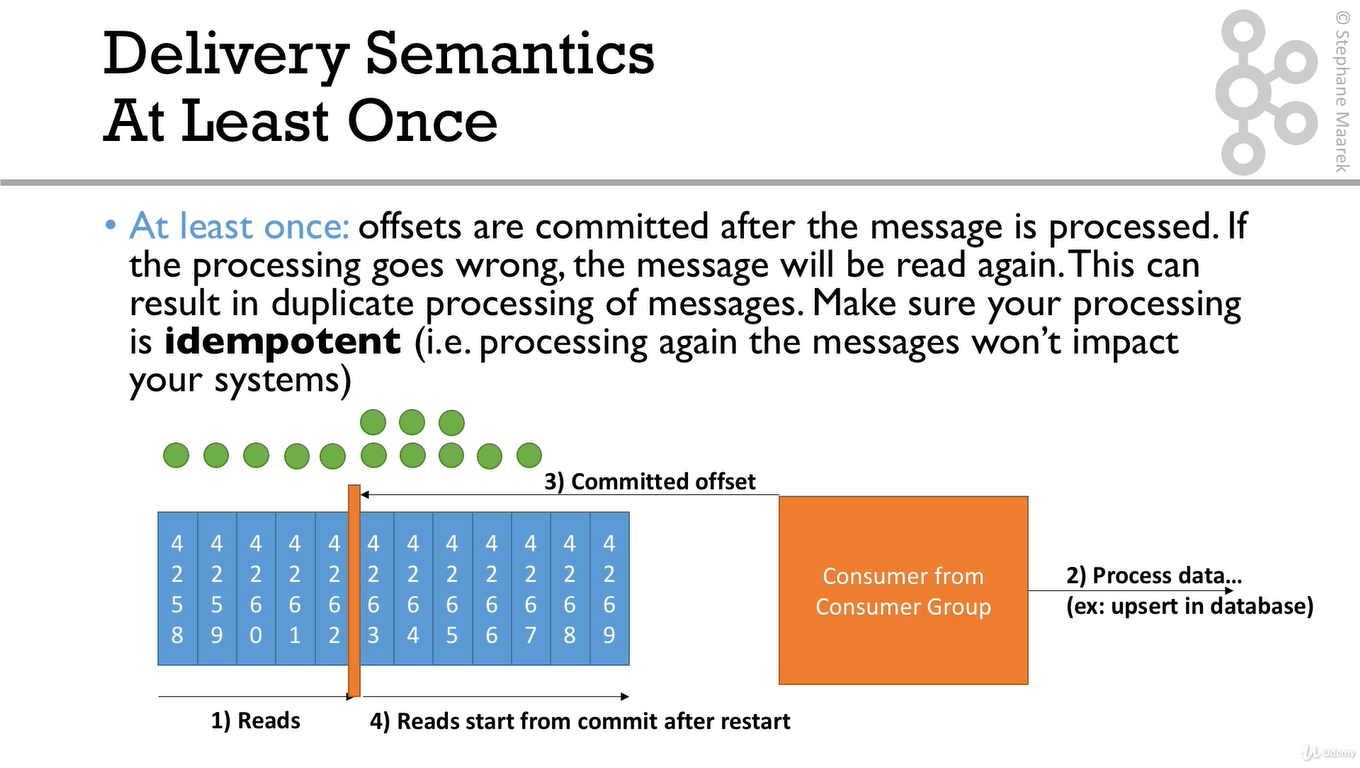 Delivery Semantics
At Least Once
© Stephane Maarek
• At least once: offsets are committed after the message is processed. If
the processing goes wrong, the message will be read again. This can
result in duplicate processing of messages. Make sure your processing
is idempotent (i.e. processing again the messages won’t impact
your systems)
3) Committed offset
4258 4259 4260 4261 4262 4263 4264 4265 4266 4267 4268 4269
Consumer from
Consumer Group
2) Process data...
(ex: upsert in database)
1) Reads
4) Reads start from commit after restart
Udemy